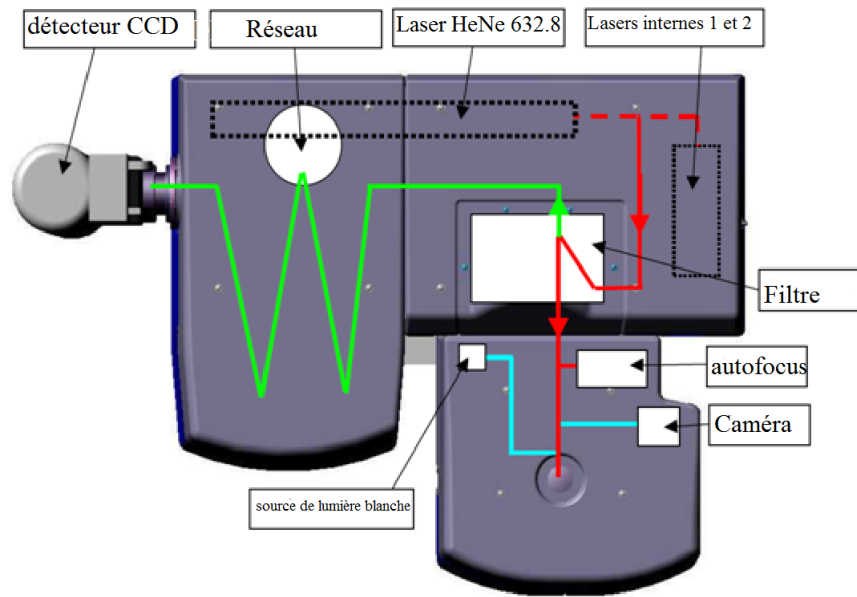 détecteur CCD
Réseau
Laser HeNe 632.8
Lasers internes 1 et 2
Filtre
autofocus
Caméra
source de lumière blanche